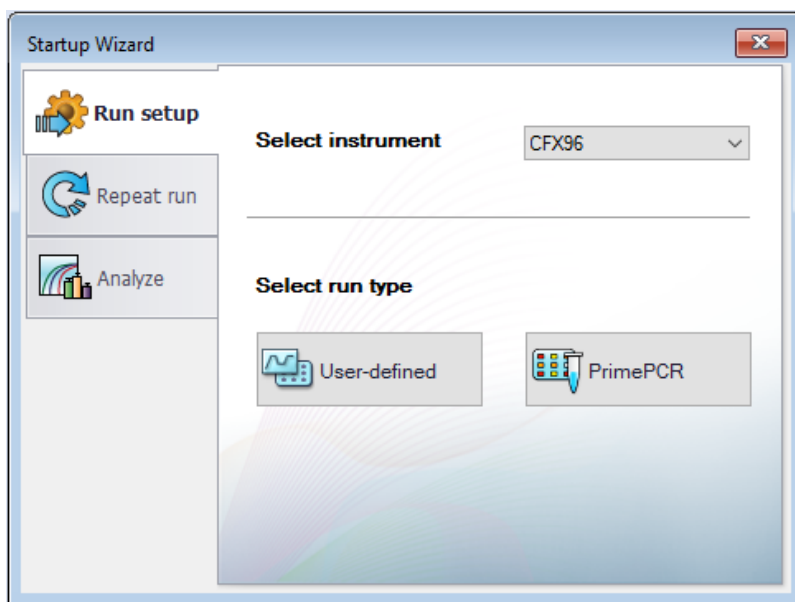 Startup Wizard
Run setup
Repeat run
Analyze
Select instrument
CFX96
Select run type
User-defined
PrimePCR